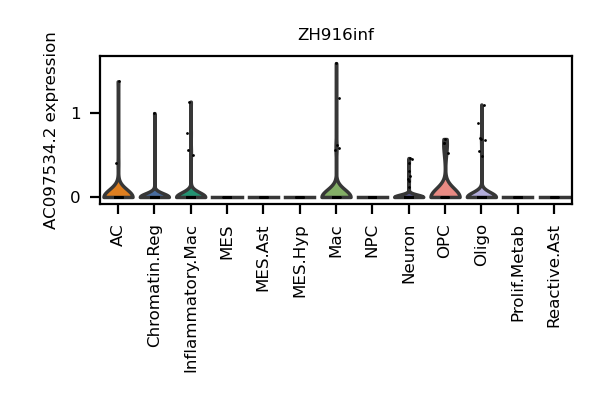 ZH916inf
AC097534.2 expression
1
0
AC
Chromatin.Reg
Inflammatory.Mac
MES
MES.Ast
MES.Hyp
Mac
NPC
Neuron
OPC
Oligo
Prolif.Metab
Reactive.Ast